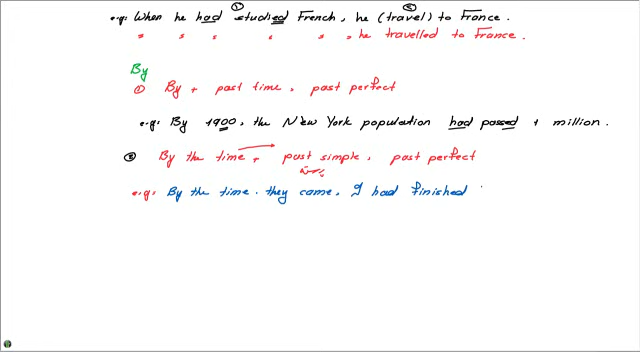 ① ②
e.g: When he had studied French, he (travel) to France.
" " " " " " he travelled to France.
By
① By + past time, past perfect
e.g: By 1900, the New York population had passed 1 million.
② By the time + past simple, past perfect
e.g: By the time. they came, I had finished.